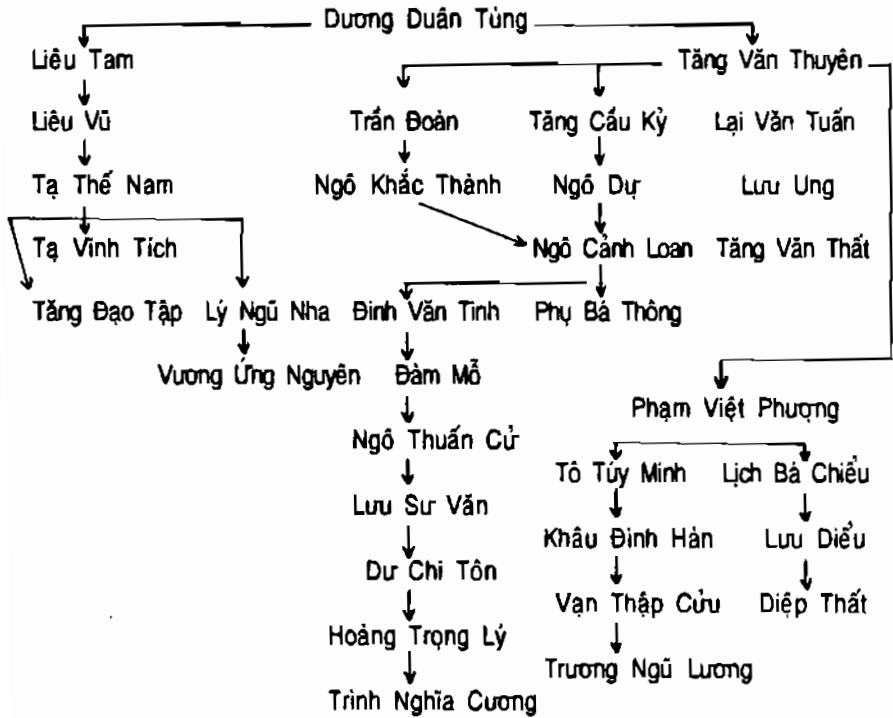 Dương Duân Tùng
Liêu Tam Tăng Văn Thuyên
Liêu Vũ Trần Đoàn Tăng Cầu Kỷ Lại Văn Tuấn
Tạ Thế Nam Ngô Khắc Thành Ngô Dự Lưu Ung
Tạ Vĩnh Tích Ngô Cảnh Loan Tăng Văn Thất
Tăng Đạo Tập Lý Ngũ Nha Đinh Văn Tinh Phụ Bá Thông
Vương Ứng Nguyên Đàm Mỗ
Phạm Việt Phượng
Ngô Thuấn Cử
Tô Túy Minh Lịch Bá Chiểu
Lưu Sư Văn
Khâu Đình Hàn Lưu Diểu
Dư Chi Tôn
Vạn Thập Cửu Diệp Thất
Hoàng Trọng Lý
Trương Ngũ Lương
Trình Nghĩa Cương